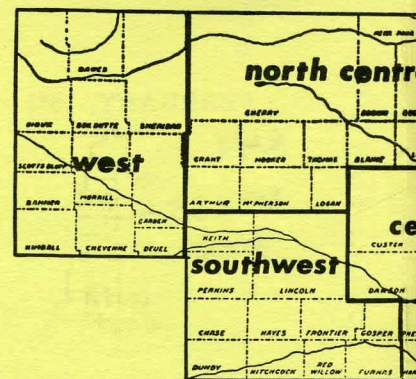 KEYA PAHA
DAWES
north centr
CHERRY
BROWN
SIOUX
BOX BUTTE
SHERIDAN
SCOTTS BLUFF
west
GRANT
HOOKER
THOMAS
BLAINE
MORRILL
BANNER
GARDEN
ARTHUR
McPHERSON
LOGAN
ce
KEITH
CUSTER
KIMBALL
CHEYENNE
DEUEL
southwest
PERKINS
LINCOLN
DAWSON
CHASE
HAYES
FRONTIER
GOSPER
DUNDY
HITCHCOCK
RED
WILLOW
FURNAS